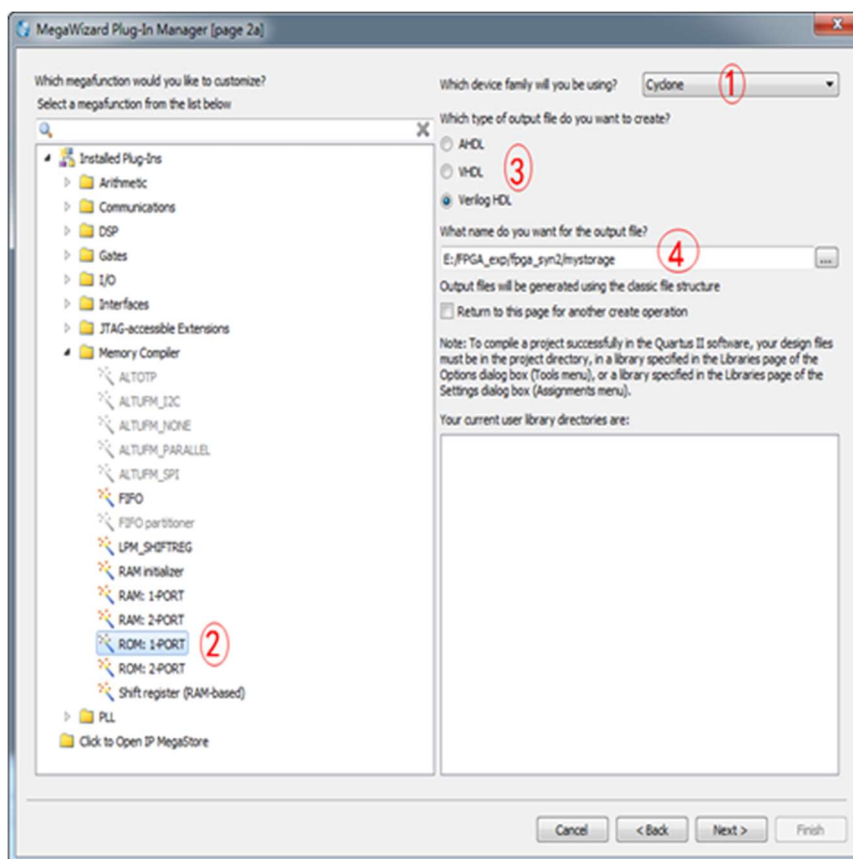 MegaWizard Plug-In Manager [page 2a]
Which megafunction would you like to customize?
Select a megafunction from the list below
Installed Plug-Ins
Arithmetic
Communications
DSP
Gates
I/O
Interfaces
JTAG-accessible Extensions
Memory Compiler
ALTOTP
ALTUFM_I2C
ALTUFM_NONE
ALTUFM_PARALLEL
ALTUFM_SPI
FIFO
FIFO partitioner
LPM_SHIFTREG
RAM initializer
RAM: 1-PORT
RAM: 2-PORT
ROM: 1-PORT
2
ROM: 2-PORT
Shift register (RAM-based)
PLL
Click to Open IP MegaStore
Which device family will you be using?
Cyclone
1
Which type of output file do you want to create?
AHDL
VHDL
3
Verilog HDL
What name do you want for the output file?
4
E:/FPGA_exp/fpga_syn2/mystorage
...
Output files will be generated using the classic file structure
Return to this page for another create operation
Note: To compile a project successfully in the Quartus II software, your design files
must be in the project directory, in a library specified in the Libraries page of the
Options dialog box (Tools menu), or a library specified in the Libraries page of the
Settings dialog box (Assignments menu).
Your current user library directories are:
Cancel
< Back
Next >
Finish